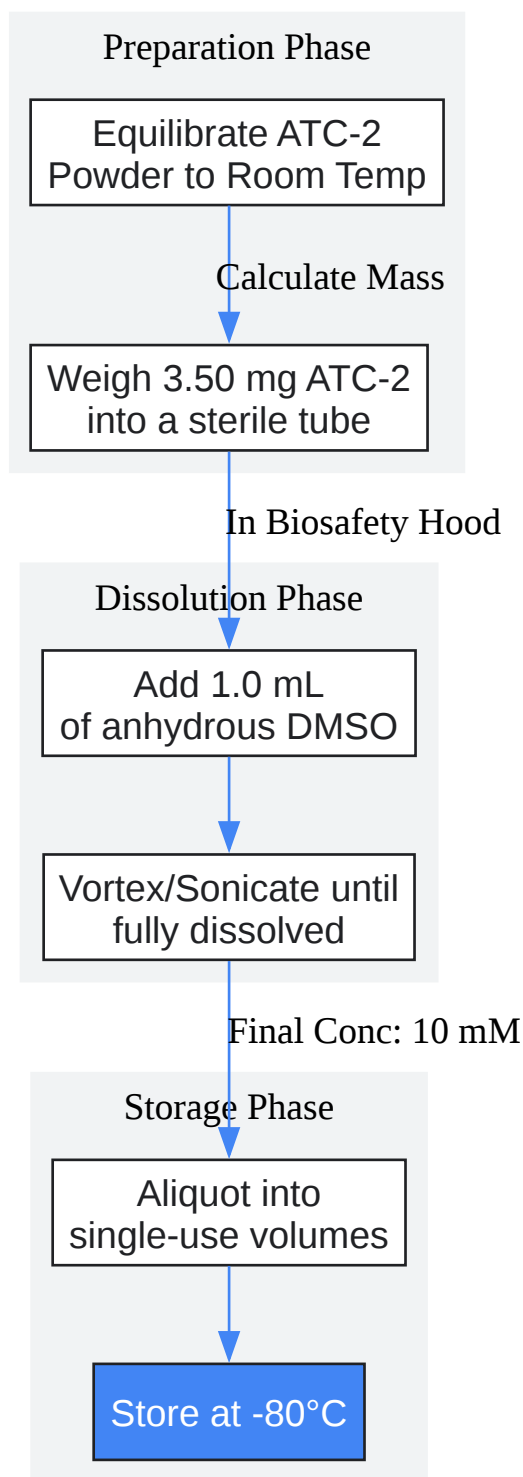 Preparation Phase
Equilibrate ATC-2
Powder to Room Temp
Calculate Mass
Weigh 3.50 mg ATC-2
into a sterile tube
In Biosafety Hood
Dissolution Phase
Add 1.0 mL
of anhydrous DMSO
Vortex/Sonicate until
fully dissolved
Final Conc: 10 mM
Storage Phase
Aliquot into
single-use volumes
Store at -80°C